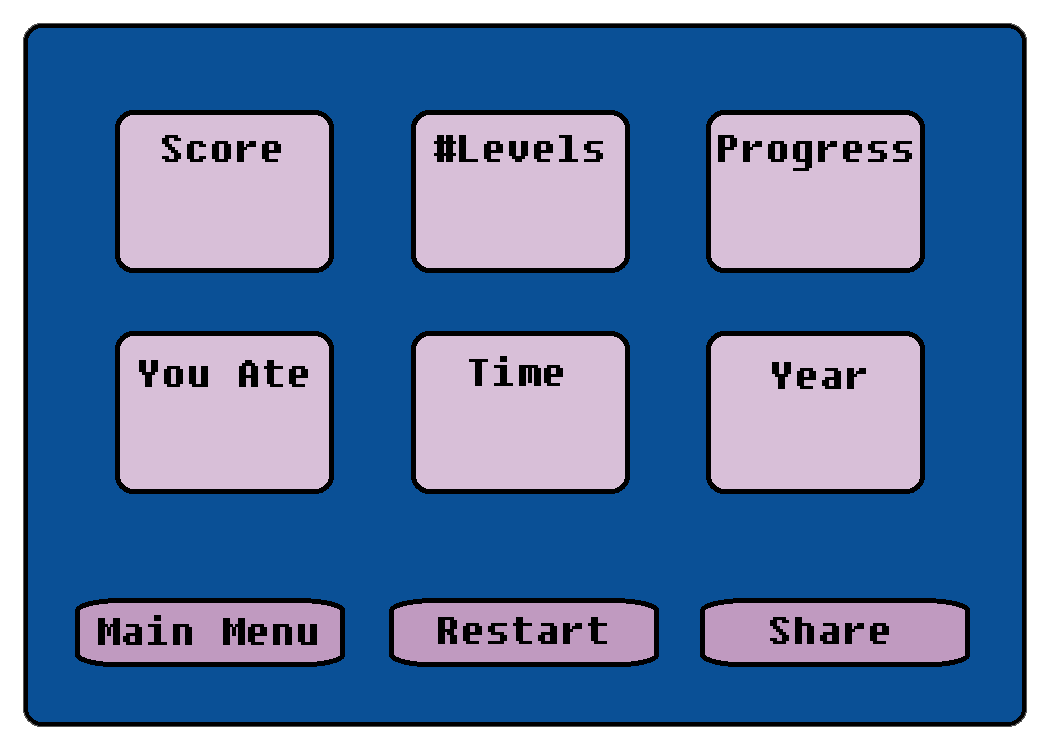 Score
#Levels
Progress
You Ate
Time
Year
Main Menu
Restart
Share